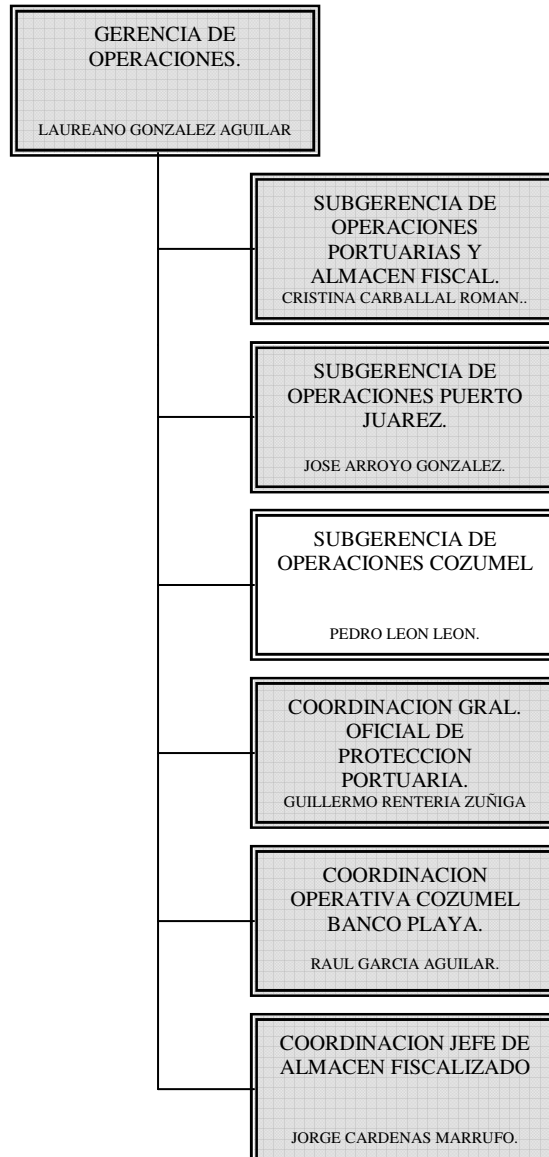 GERENCIA DE
OPERACIONES.
LAUREANO GONZALEZ AGUILAR
SUBGERENCIA DE
OPERACIONES
PORTUARIAS Y
ALMACEN FISCAL.
CRISTINA CARBALLAL ROMAN..
SUBGERENCIA DE
OPERACIONES PUERTO
JUAREZ.
JOSE ARROYO GONZALEZ.
SUBGERENCIA DE
OPERACIONES COZUMEL
PEDRO LEON LEON.
COORDINACION GRAL.
OFICIAL DE
PROTECCION
PORTUARIA.
GUILLERMO RENTERIA ZUÑIGA
COORDINACION
OPERATIVA COZUMEL
BANCO PLAYA.
RAUL GARCIA AGUILAR.
COORDINACION JEFE DE
ALMACEN FISCALIZADO
JORGE CARDENAS MARRUFO.